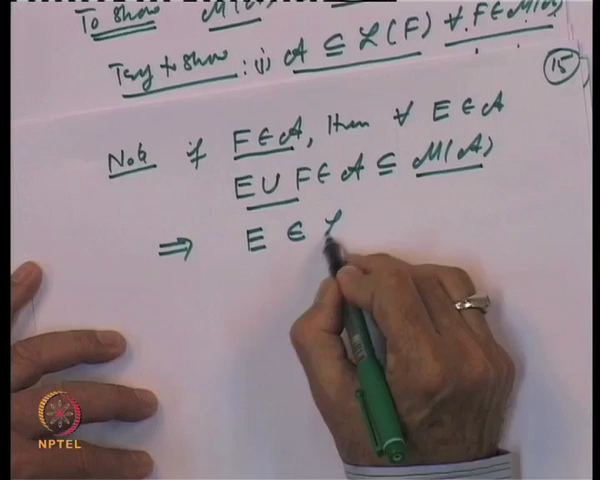 To show M(A)
Try to show : (i) A ⊆ L(F) ∀ F ∈ M(A)
15
Note if F ∈ A, then ∀ E ∈ A
E ∪ F ∈ A ⊆ M(A)
⇒ E ∈ L
NPTEL